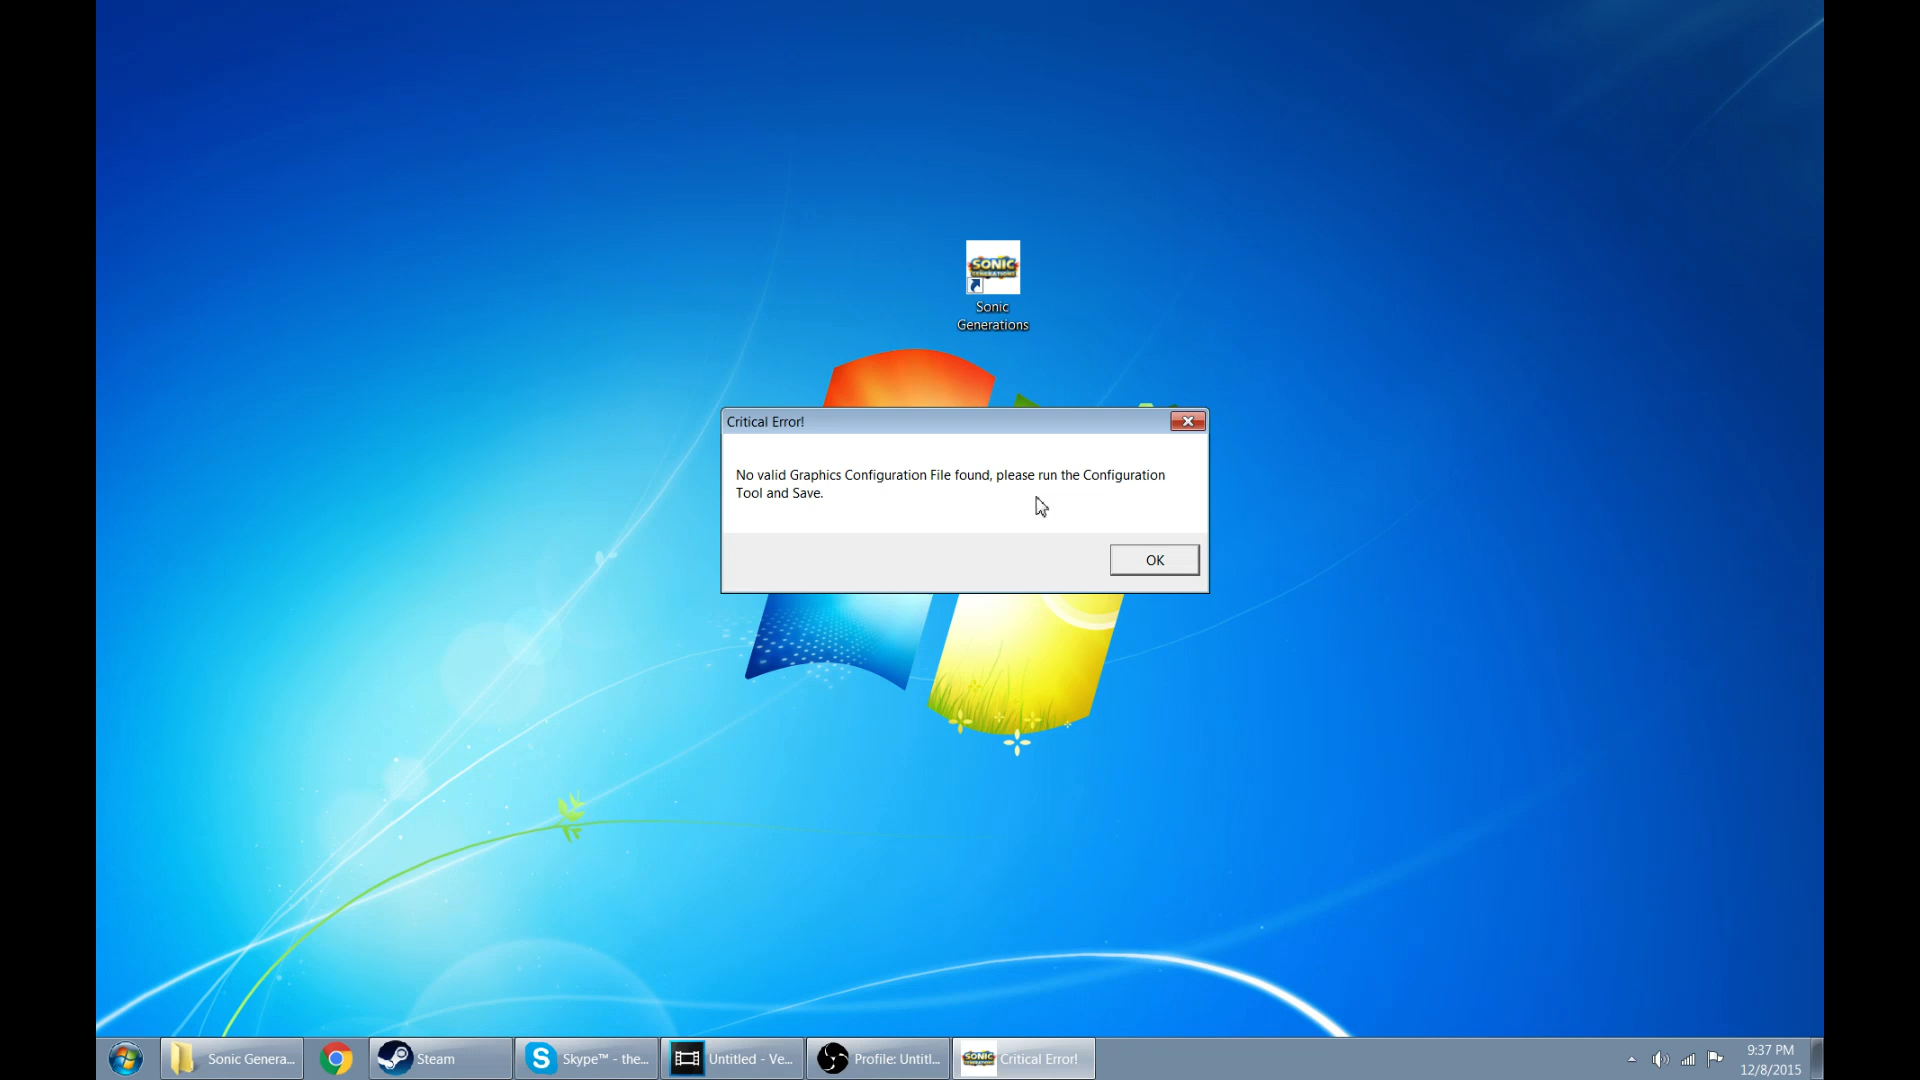 SONIC
GENERATIONS
Sonic
Generations
Critical Error!
No valid Graphics Configuration File found, please run the Configuration
Tool and Save.
OK
Sonic Genera...
Steam
Skype™ - the...
Untitled - Ve...
Profile: Untitl...
SONIC
Critical Error!
9:37 PM
12/8/2015